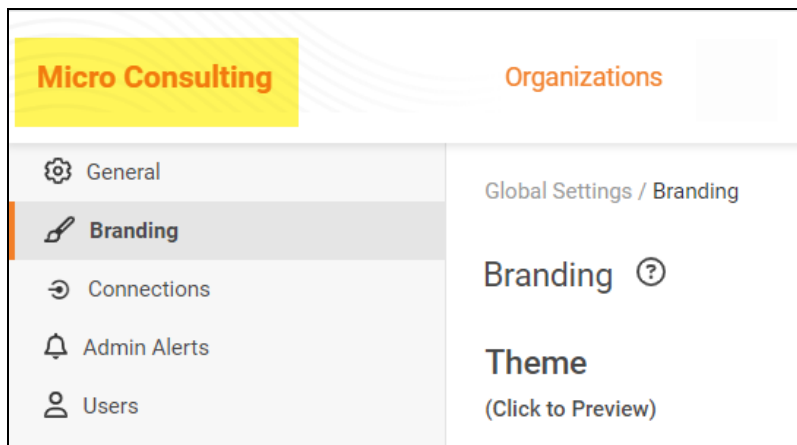 Micro Consulting
Organizations
General
Branding
Connections
Admin Alerts
Users
Global Settings / Branding
Branding ?
Theme
(Click to Preview)